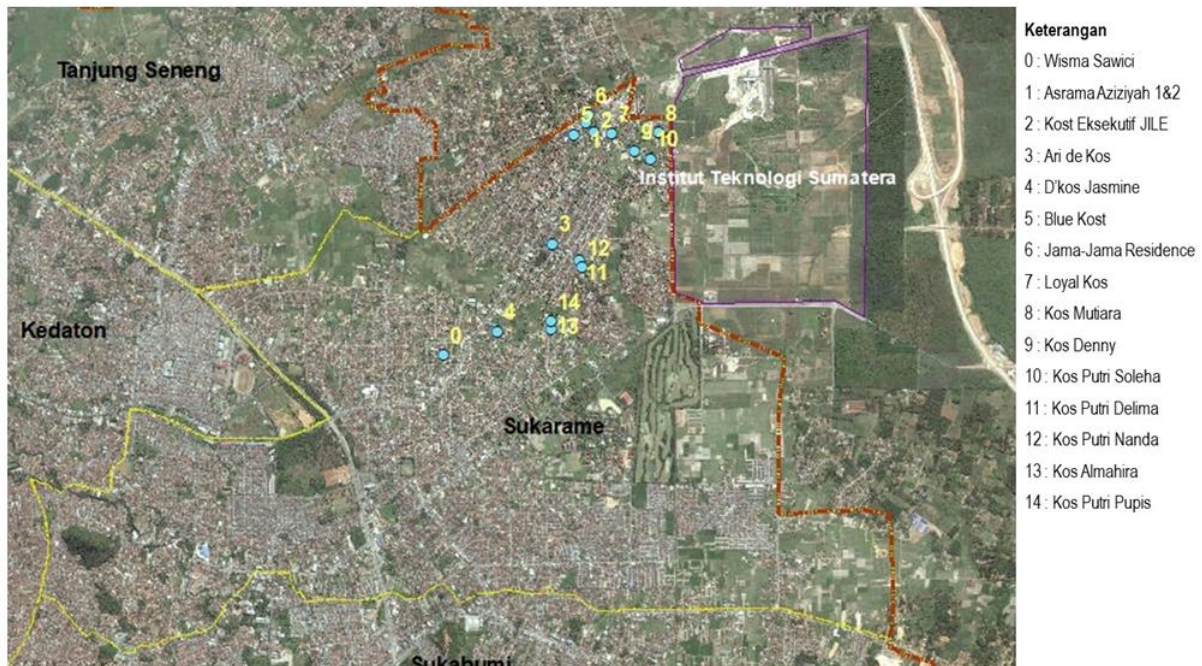 Tanjung Seneng
6
5
2
7
8
1
9
10
Institut Teknologi Sumatera
3
12
11
14
13
4
0
Kedaton
Sukarame
Sukabumi
Keterangan
0 : Wisma Sawici
1 : Asrama Aziziyah 1&2
2 : Kost Eksekutif JILE
3 : Ari de Kos
4 : D'kos Jasmine
5 : Blue Kost
6 : Jama-Jama Residence
7 : Loyal Kos
8 : Kos Mutiara
9 : Kos Denny
10 : Kos Putri Soleha
11 : Kos Putri Delima
12 : Kos Putri Nanda
13 : Kos Almahira
14 : Kos Putri Pupis